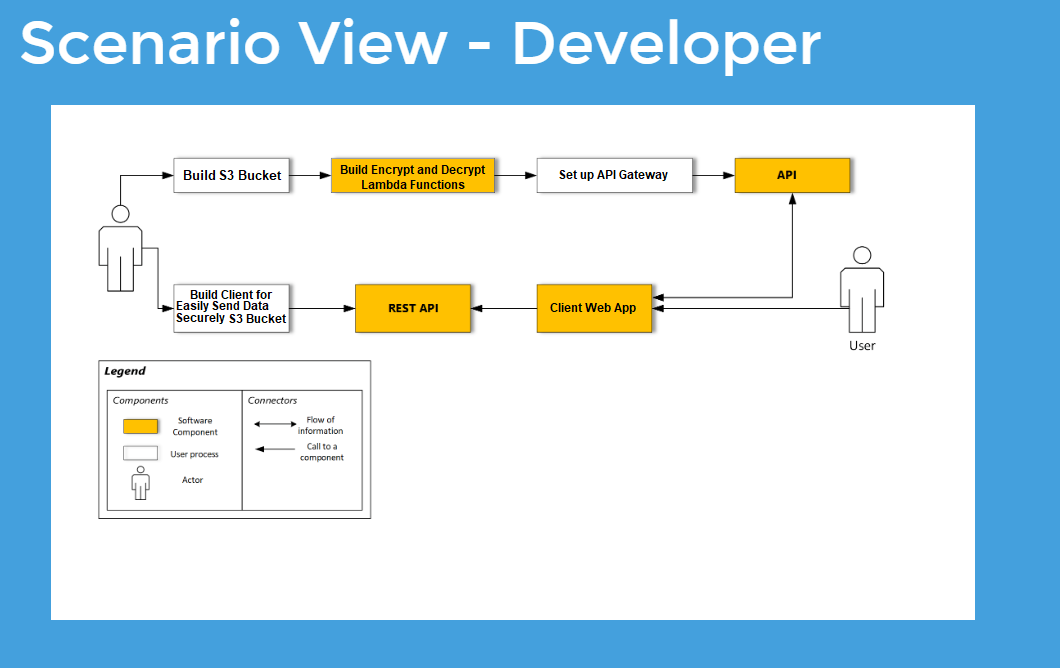 Scenario View - Developer
Build S3 Bucket
Build Encrypt and Decrypt
Lambda Functions
Set up API Gateway
API
Build Client for
Easily Send Data
Securely S3 Bucket
REST API
Client Web App
User
Legend
Components
Software
Component
User process
Actor
Connectors
Flow of
information
Call to a
component